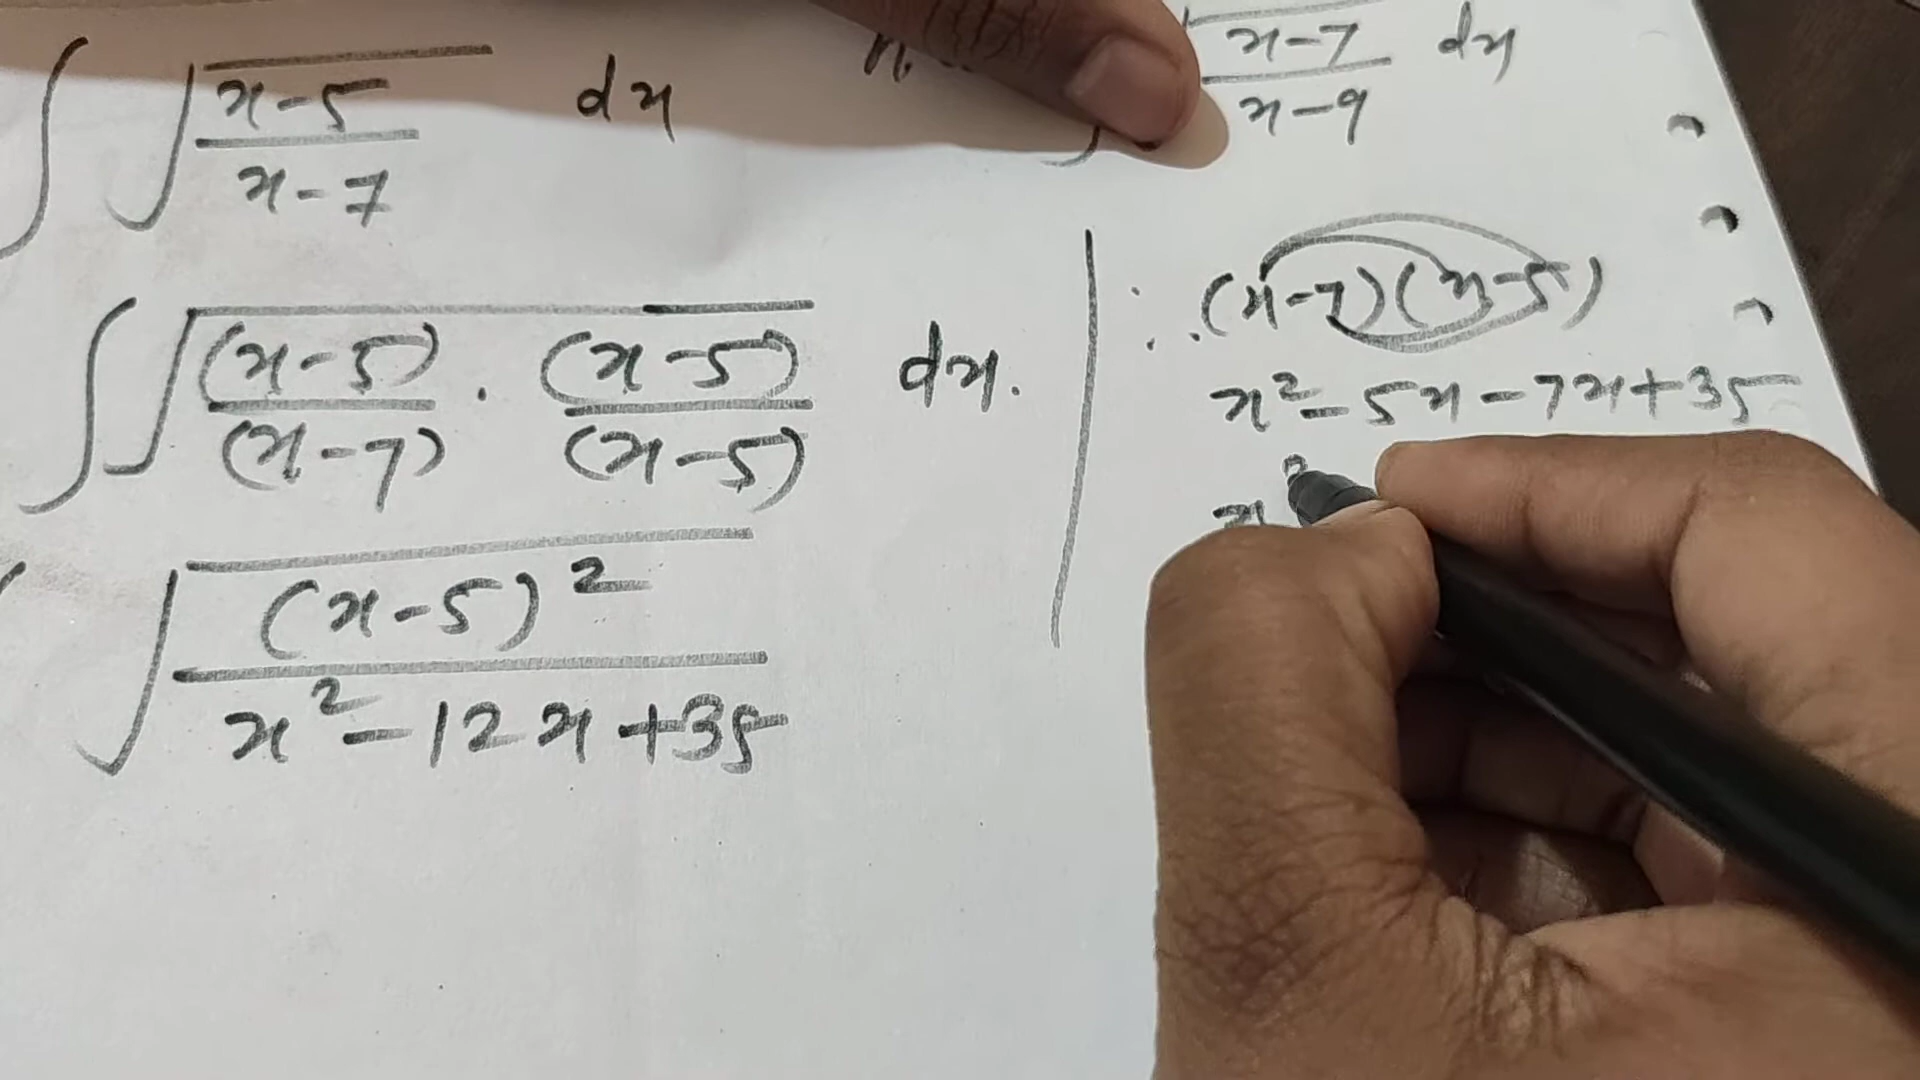 ∫ √((x-5)/(x-7)) dx
√((x-7)/(x-9)) dx
∫ √((x-5)/(x-7) · (x-5)/(x-5)) dx.
√((x-5)²/(x²-12x+35))
∴ (x-7)(x-5)
x²-5x-7x+35
x²